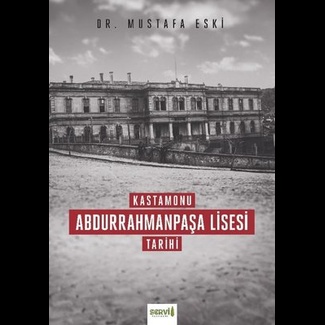 DR. MUSTAFA ESKİ
KASTAMONU
ABDURRAHMANPAŞA LİSESİ
TARİHİ
SERVİ